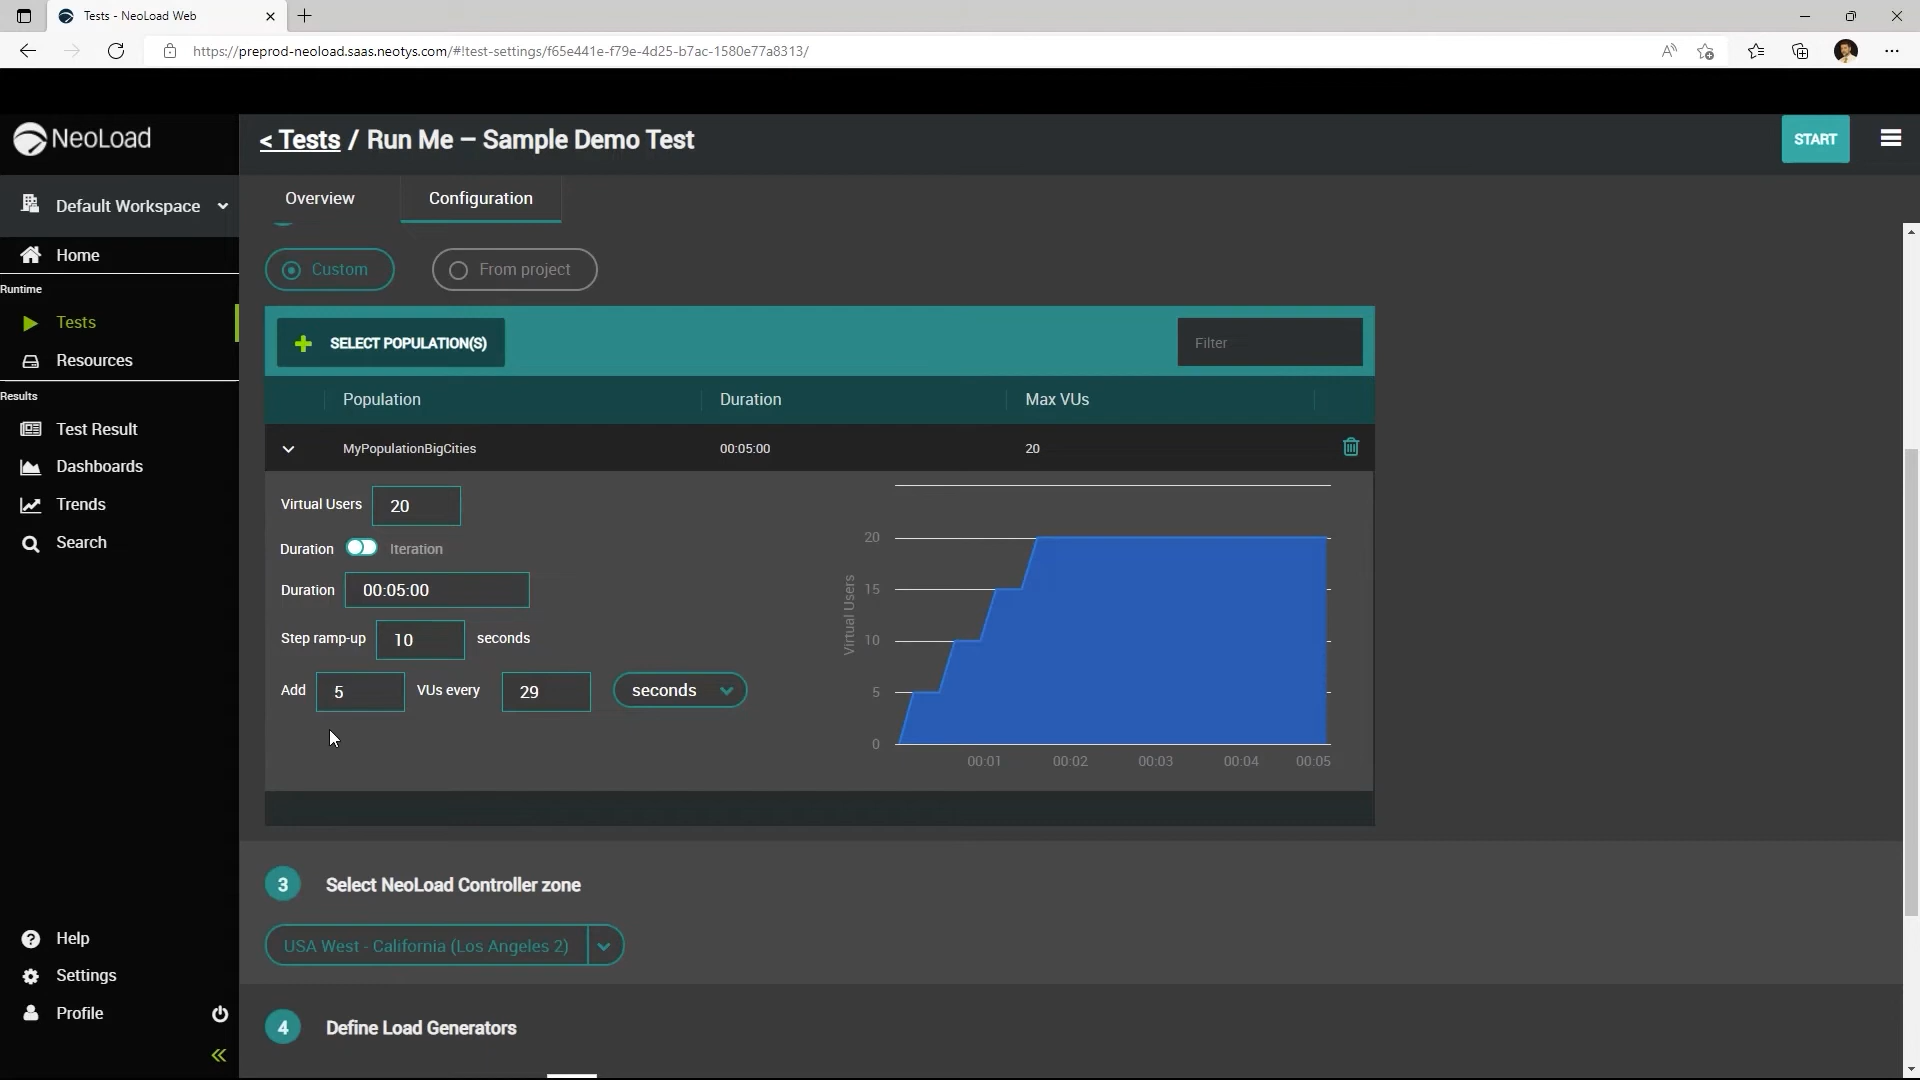 Tests - NeoLoad Web
https://preprod-neoload.saas.neotys.com/#!test-settings/f65e441e-f79e-4d25-b7ac-1580e77a8313/
NeoLoad
< Tests / Run Me – Sample Demo Test
START
Default Workspace
Overview
Configuration
Home
Runtime
Tests
Resources
Results
Test Result
Dashboards
Trends
Search
Help
Settings
Profile
Custom
From project
SELECT POPULATION(S)
Filter
Population
Duration
Max VUs
MyPopulationBigCities
00:05:00
20
Virtual Users 20
Duration Iteration
Duration 00:05:00
Step ramp-up 10 seconds
Add 5 VUs every 29 seconds
Virtual Users
20
15
10
5
0
00:01 00:02 00:03 00:04 00:05
3 Select NeoLoad Controller zone
USA West - California (Los Angeles 2)
4 Define Load Generators